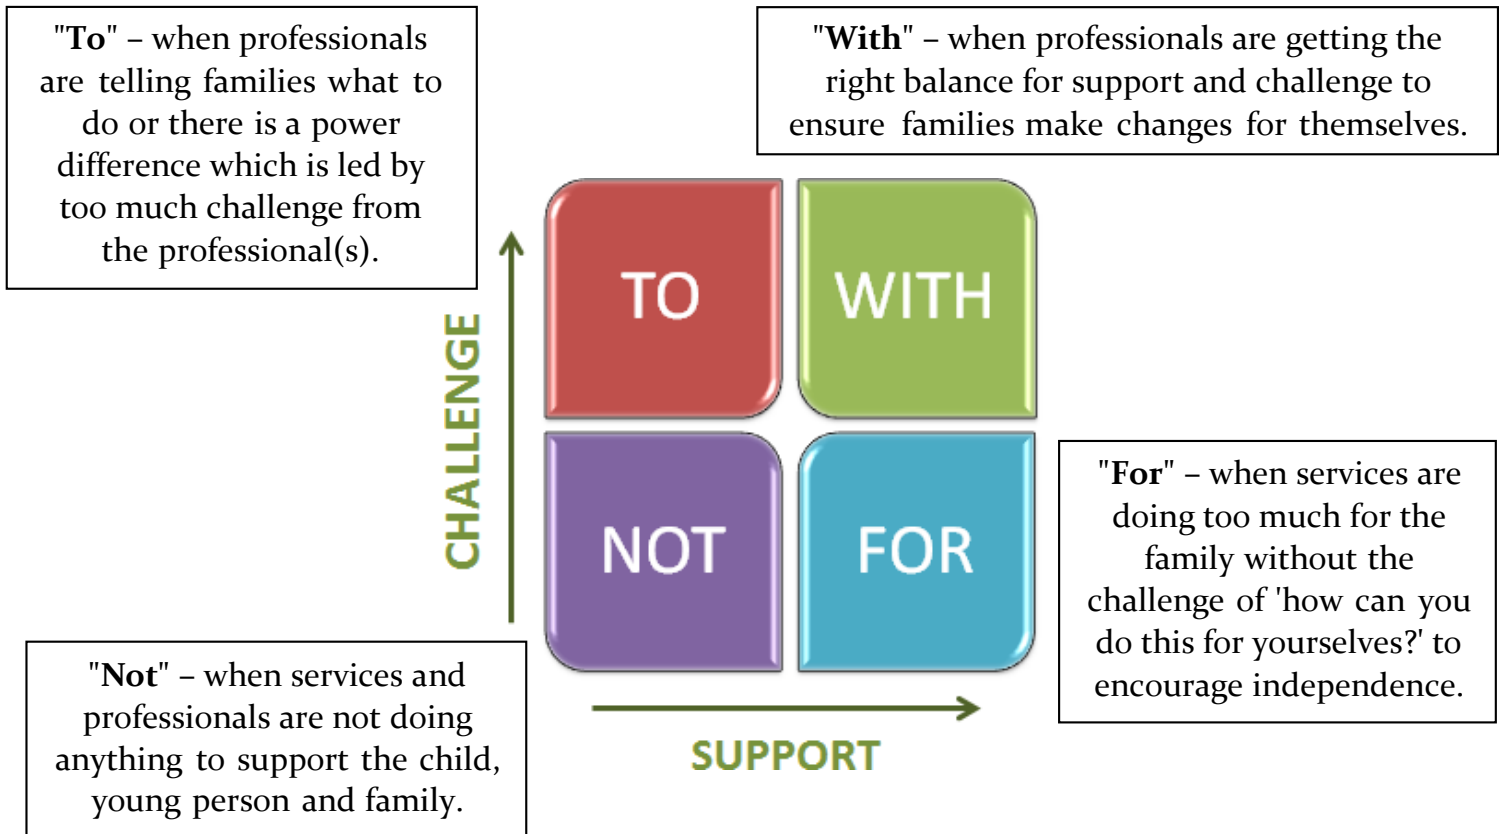 "To" – when professionals
are telling families what to
do or there is a power
difference which is led by
too much challenge from
the professional(s).
"With" – when professionals are getting the
right balance for support and challenge to
ensure families make changes for themselves.
CHALLENGE
TO
WITH
NOT
FOR
SUPPORT
"Not" – when services and
professionals are not doing
anything to support the child,
young person and family.
"For" – when services are
doing too much for the
family without the
challenge of 'how can you
do this for yourselves?' to
encourage independence.